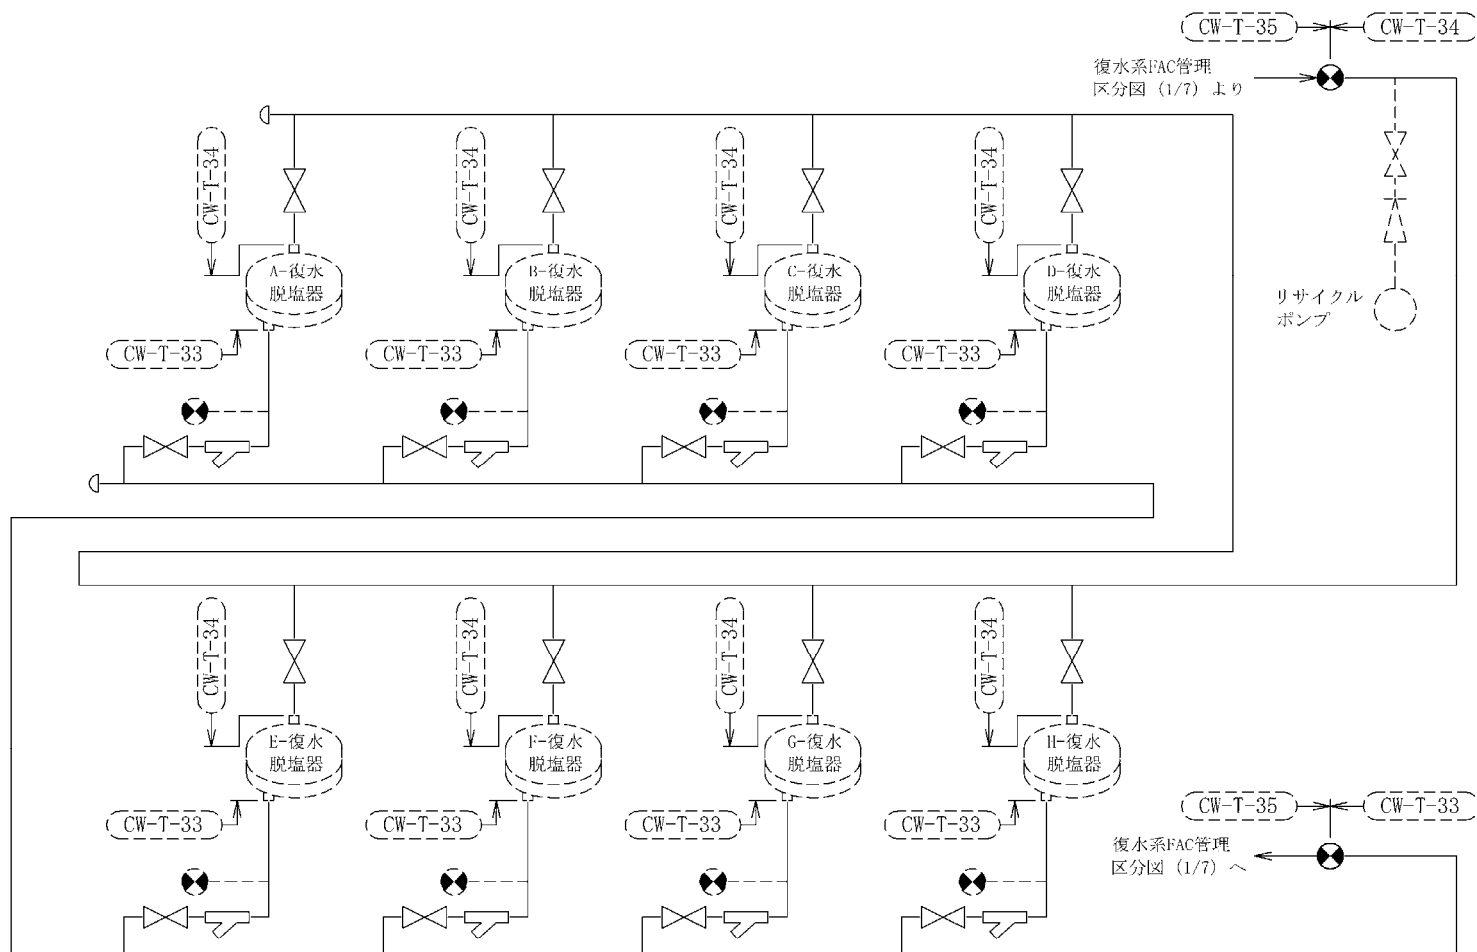 CW-T-35
CW-T-34
復水系FAC管理
区分図 (1/7) より
CW-T-34
CW-T-34
CW-T-34
CW-T-34
A-復水
脱塩器
B-復水
脱塩器
C-復水
脱塩器
D-復水
脱塩器
リサイクル
ポンプ
CW-T-33
CW-T-33
CW-T-33
CW-T-33
CW-T-34
CW-T-34
CW-T-34
CW-T-34
E-復水
脱塩器
F-復水
脱塩器
G-復水
脱塩器
H-復水
脱塩器
CW-T-33
CW-T-33
CW-T-33
CW-T-33
CW-T-35
CW-T-33
復水系FAC管理
区分図 (1/7) へ